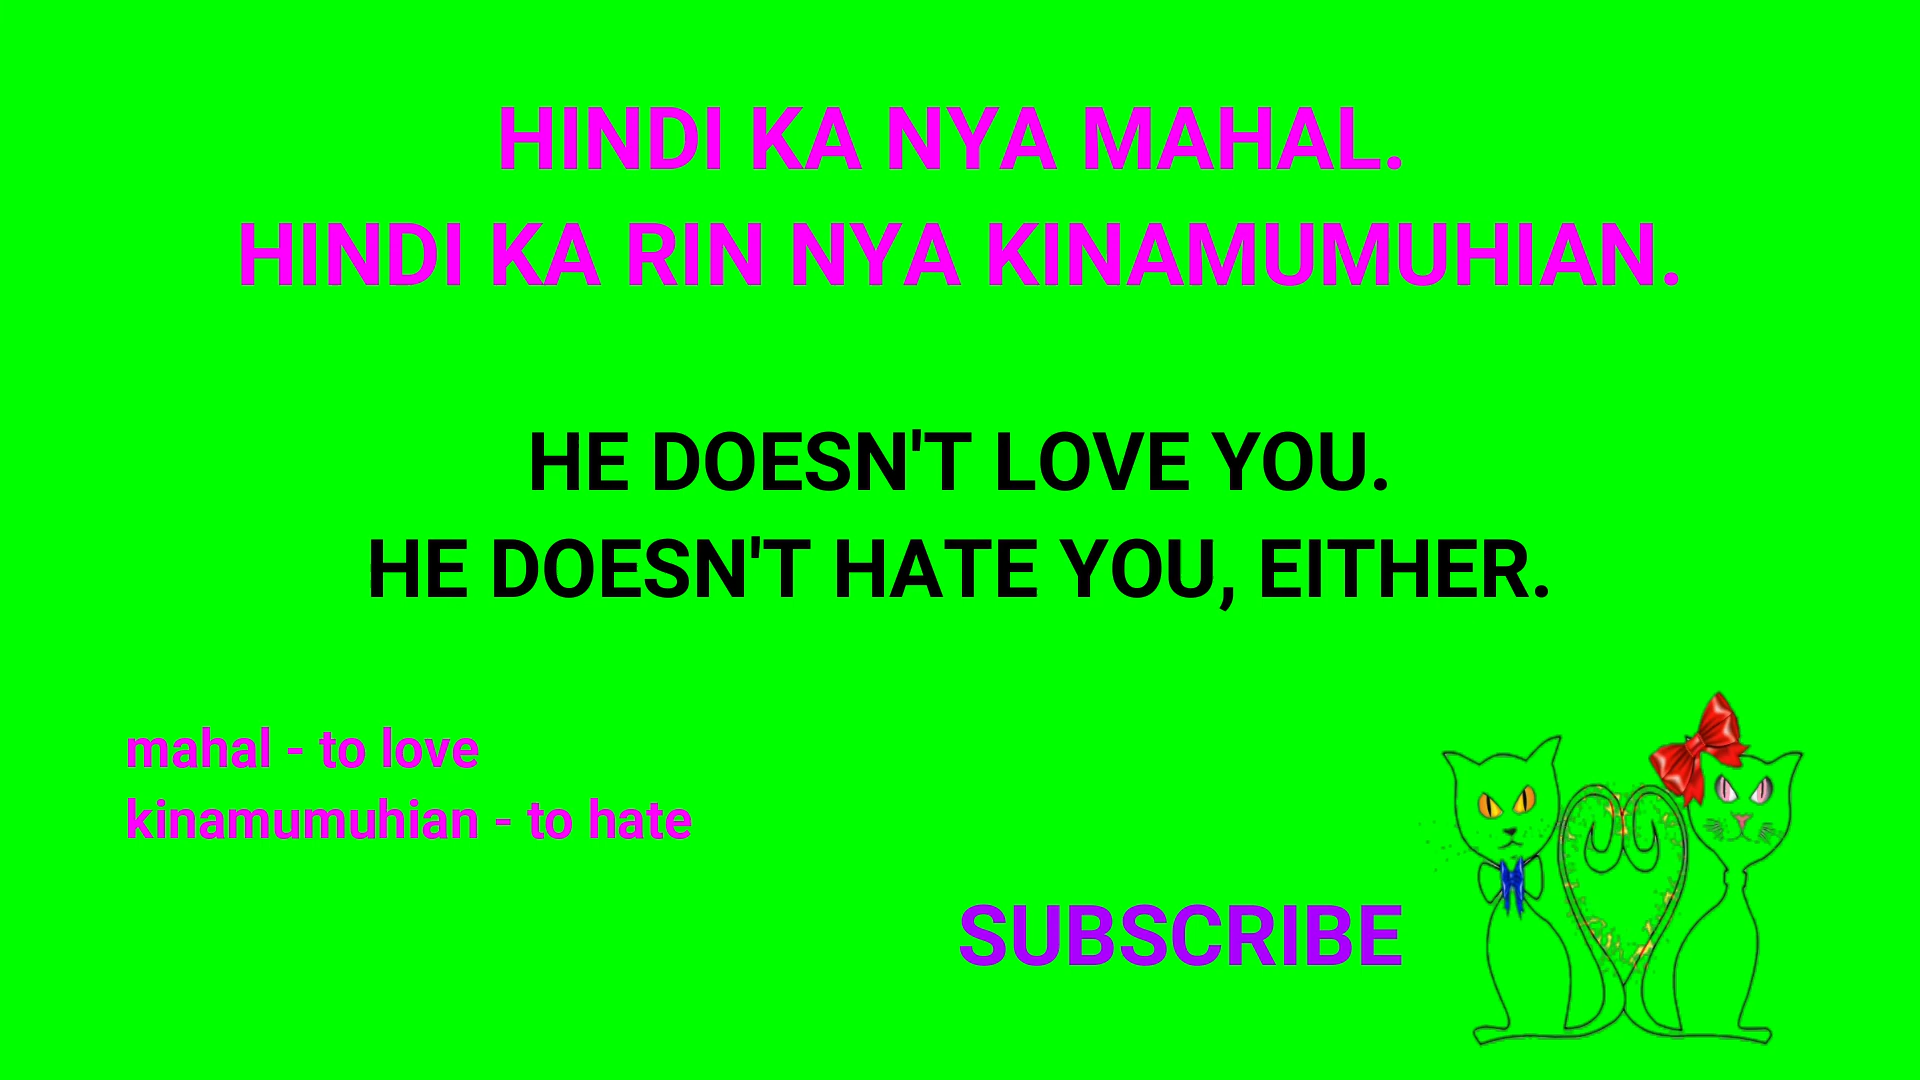 HINDI KA NYA MAHAL.
HINDI KA RIN NYA KINAMUMUHIAN.
HE DOESN'T LOVE YOU.
HE DOESN'T HATE YOU, EITHER.
mahal - to love
kinamumuhian - to hate
SUBSCRIBE